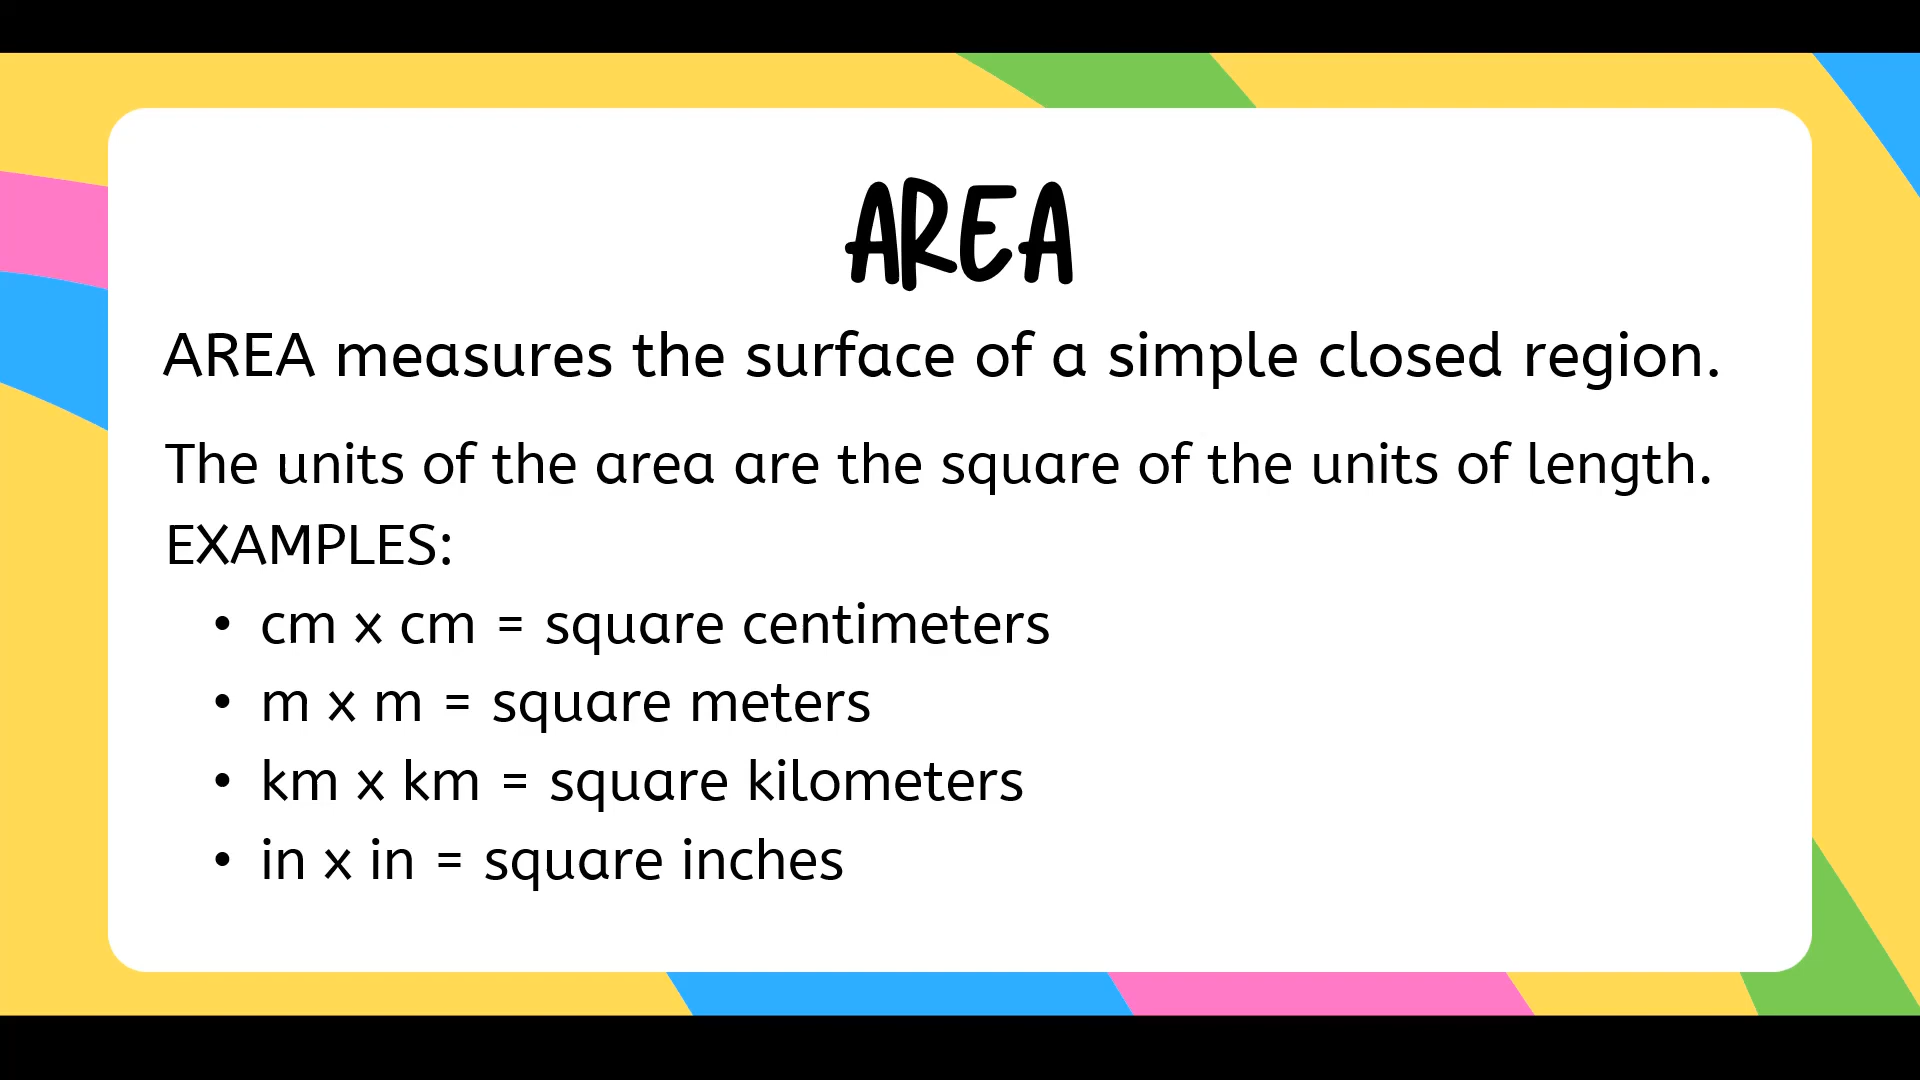 AREA
AREA measures the surface of a simple closed region.
The units of the area are the square of the units of length.
EXAMPLES:
• cm x cm = square centimeters
• m x m = square meters
• km x km = square kilometers
• in x in = square inches